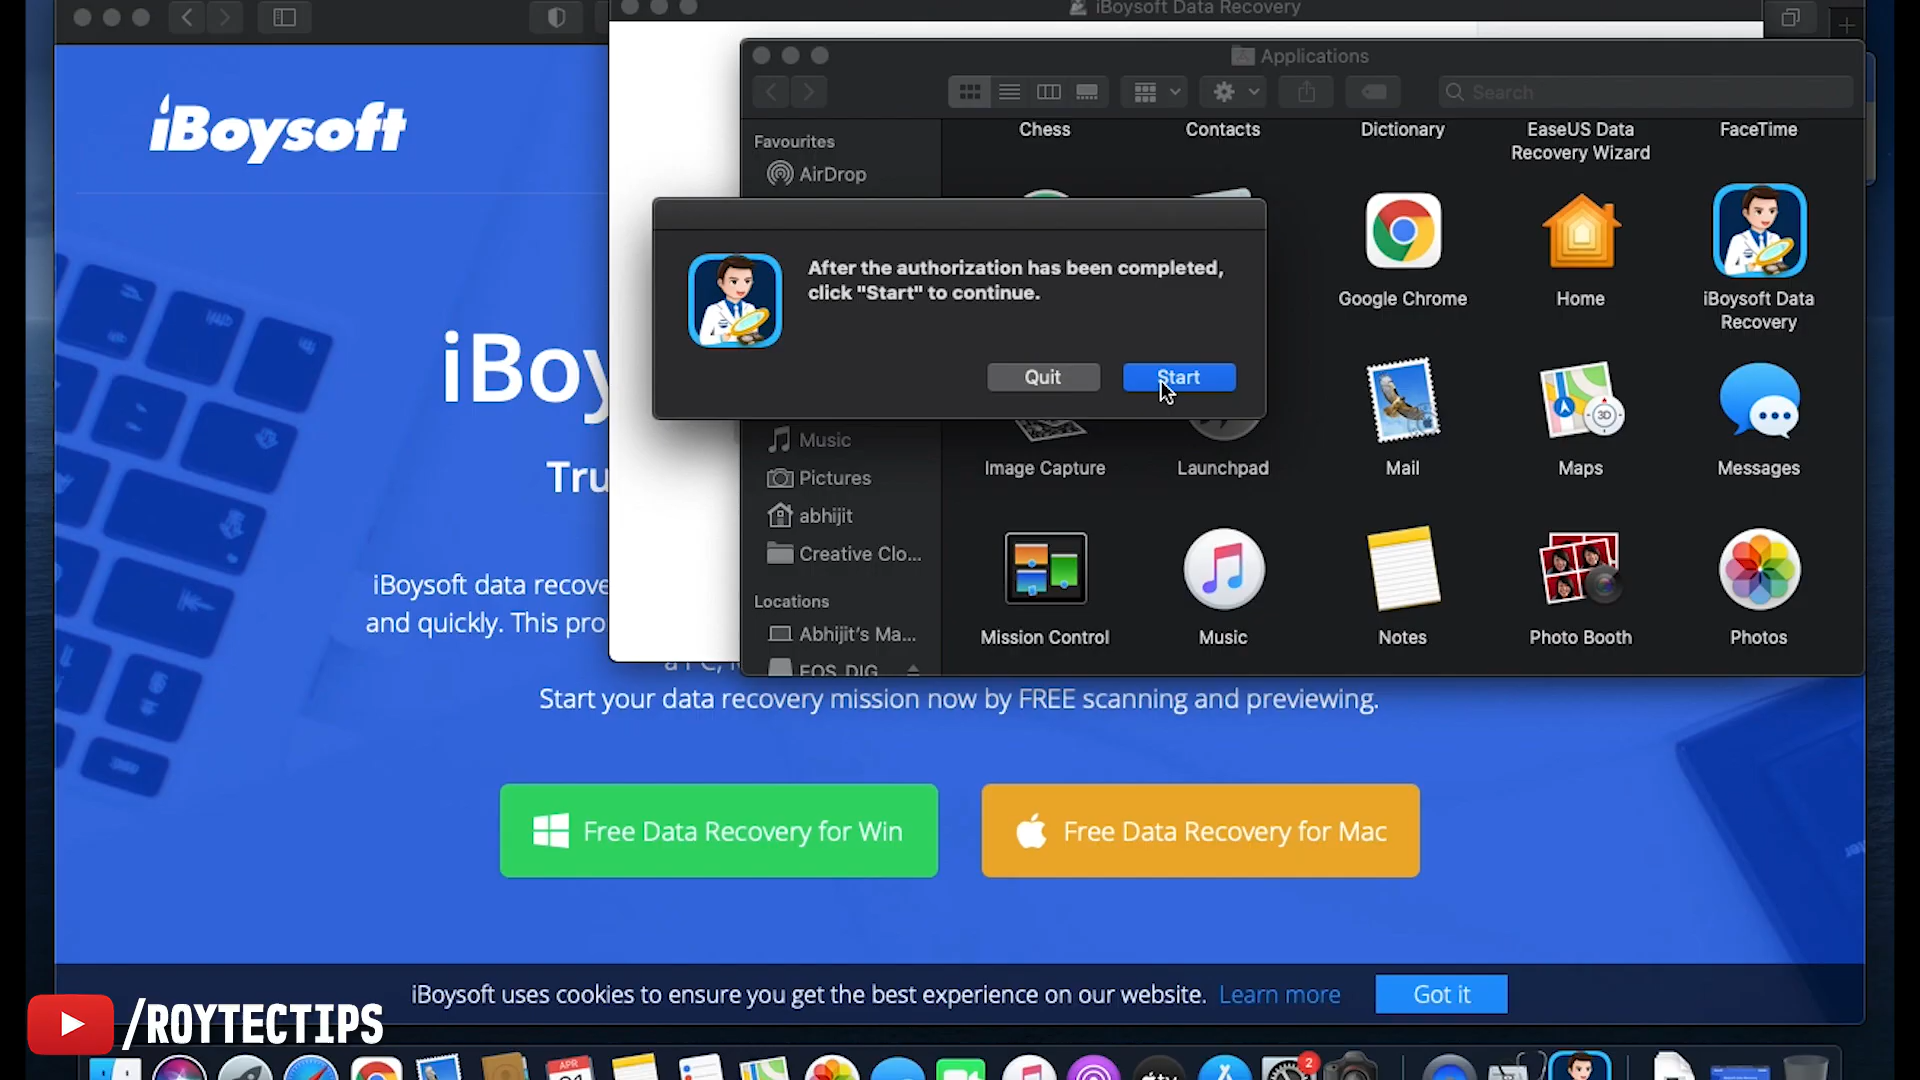 iBoysoft Data Recovery
Applications
Search
iBoysoft
Favourites
AirDrop
Chess
Contacts
Dictionary
EaseUS Data
Recovery Wizard
FaceTime
After the authorization has been completed,
click "Start" to continue.
Quit
Start
Google Chrome
Home
iBoysoft Data
Recovery
3D
Music
Pictures
abhijit
Creative Clo...
Locations
Abhijit's Ma...
EOS_DIG
Image Capture
Launchpad
Mail
Maps
Messages
Mission Control
Music
Notes
Photo Booth
Photos
iBoy
Tru
iBoysoft data recove
and quickly. This pro
Start your data recovery mission now by FREE scanning and previewing.
Free Data Recovery for Win
Free Data Recovery for Mac
iBoysoft uses cookies to ensure you get the best experience on our website. Learn more
Got it
/ROYTECTIPS
APR
2